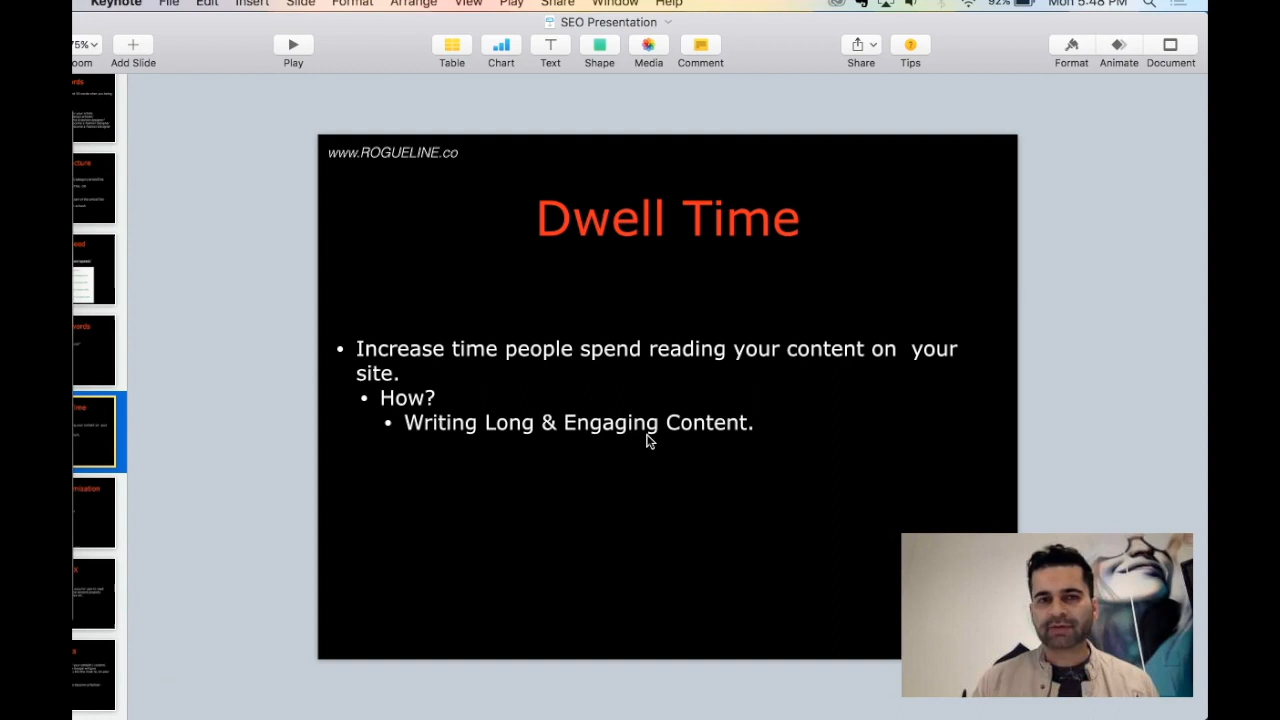 Keynote File Edit Insert Slide Format Arrange View Play Share Window Help 92% Mon 5:48 PM
SEO Presentation
75%
Zoom Add Slide Play Table Chart Text Shape Media Comment Share Tips Format Animate Document
www.ROGUELINE.co
Dwell Time
• Increase time people spend reading your content on your
site.
• How?
• Writing Long & Engaging Content.